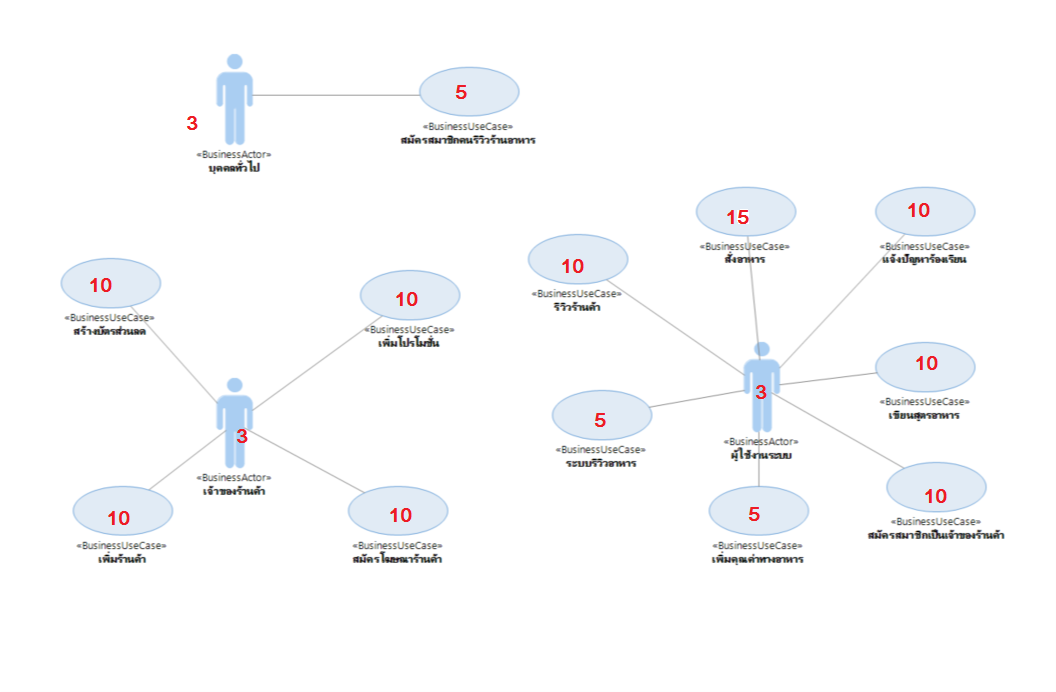 5
3
«BusinessUseCase»
สมัครสมาชิกคนรีวิวร้านอาหาร
«BusinessActor»
บุคคลทั่วไป
15
10
«BusinessUseCase»
สั่งอาหาร
«BusinessUseCase»
แจ้งปัญหาร้องเรียน
10
«BusinessUseCase»
รีวิวร้านค้า
10
«BusinessUseCase»
สร้างบัตรส่วนลด
10
«BusinessUseCase»
เพิ่มโปรโมชั่น
10
«BusinessUseCase»
เขียนสูตรอาหาร
3
«BusinessActor»
ผู้ใช้งานระบบ
5
«BusinessUseCase»
ระบบรีวิวอาหาร
3
«BusinessActor»
เจ้าของร้านค้า
10
«BusinessUseCase»
เพิ่มร้านค้า
10
«BusinessUseCase»
สมัครโฆษณาร้านค้า
5
«BusinessUseCase»
เพิ่มคุณค่าทางอาหาร
10
«BusinessUseCase»
สมัครสมาชิกเป็นเจ้าของร้านค้า